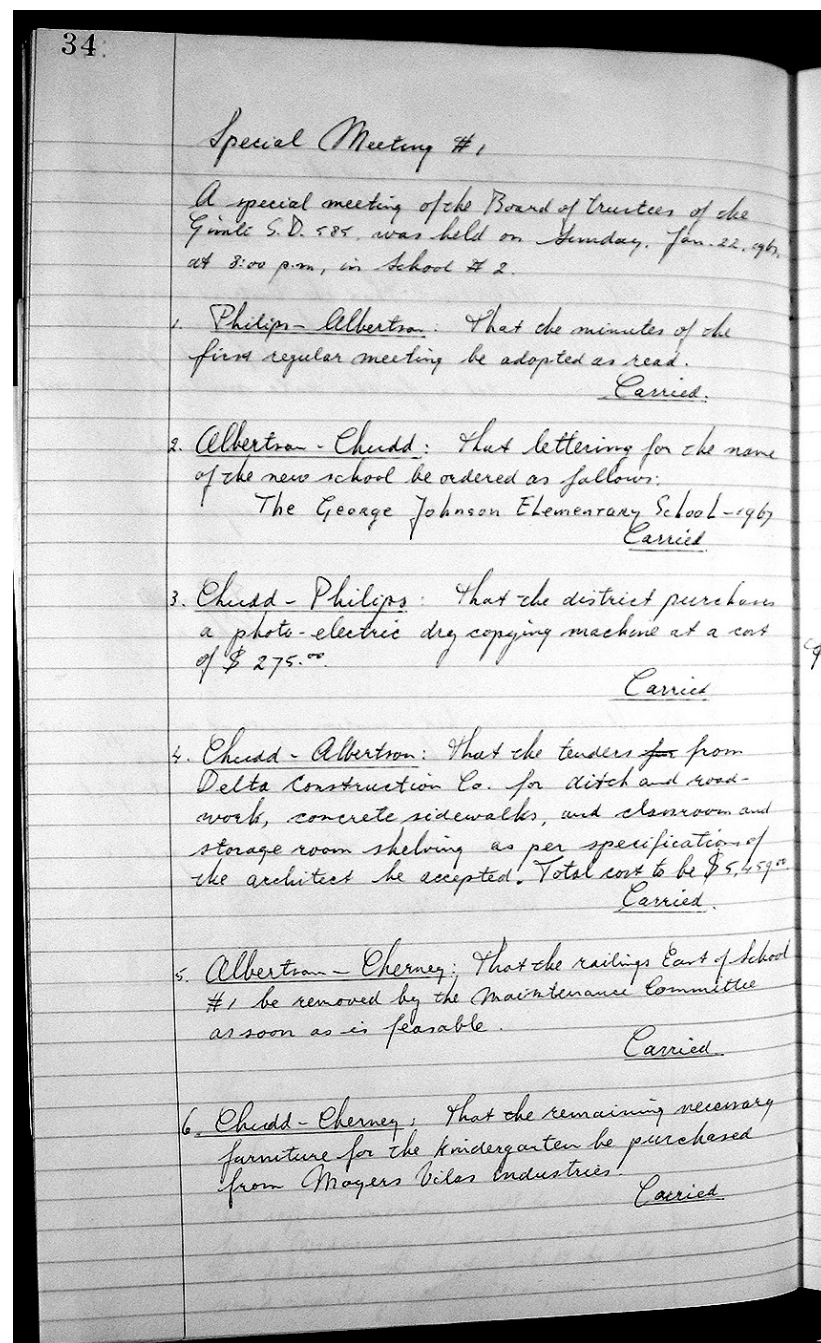 34
Special Meeting #1
A special meeting of the Board of trustees of the
Gimli S.D. 585, was held on Sunday, Jan. 22, 1967,
at 8:00 p.m, in School #2.
1. Philips - Albertson: That the minutes of the
first regular meeting be adopted as read.
Carried.
2. Albertson - Chudd: That lettering for the name
of the new school be ordered as follows:
The George Johnson Elementary School - 1967
Carried
3. Chudd - Philips: That the district purchases
a photo-electric dry copying machine at a cost
of $275.00.
Carried
4. Chudd - Albertson: That the tenders for from
Delta Construction Co. for ditch and road-
work, concrete sidewalks, and classroom and
storage room shelving as per specification of
the architect be accepted. Total cost to be $5,459.00
Carried.
5. Albertson - Cherney: That the railings East of School
#1 be removed by the Maintenance Committee
as soon as is feasable.
Carried
6. Chudd - Cherney: That the remaining necessary
furniture for the Kindergarten be purchased
from Moyers Vilas Industries.
Carried